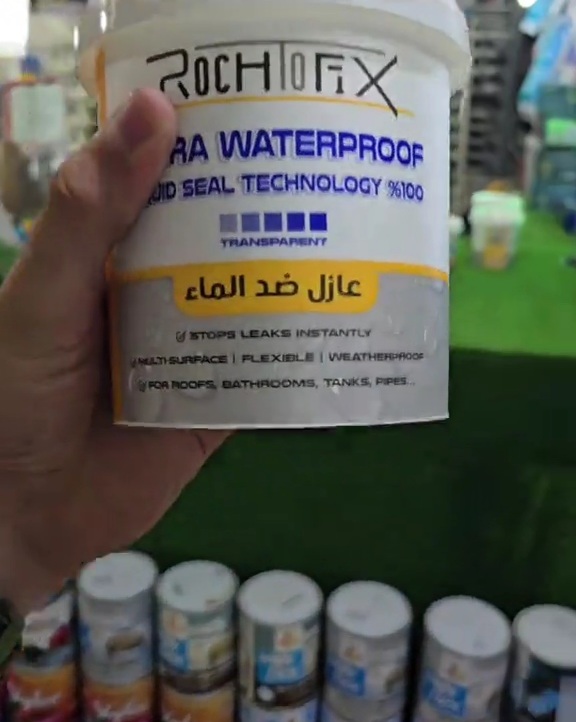 ROCHTOFIX
RA WATERPROOF
UID SEAL TECHNOLOGY %100
TRANSPARENT
عازل ضد الماء
STOPS LEAKS INSTANTLY
MULTI-SURFACE | FLEXIBLE | WEATHERPROOF
FOR ROOFS, BATHROOMS, TANKS, PIPES...